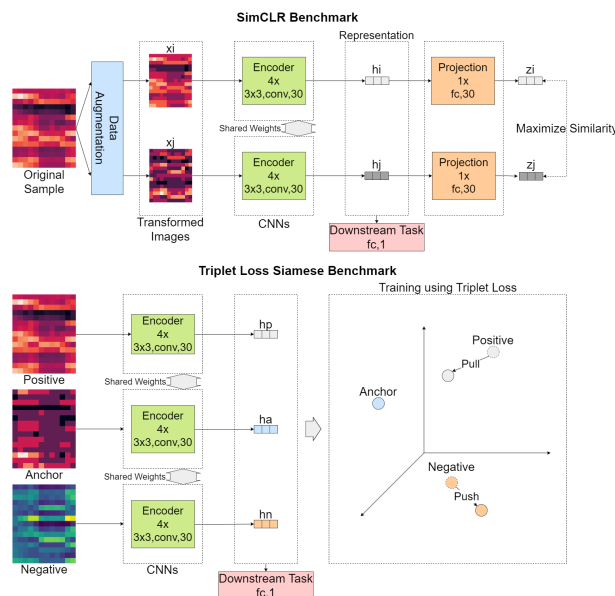 SimCLR Benchmark
Representation
xi
Encoder
4x
3x3,conv,30
hi
Projection
1x
fc,30
zi
Original
Sample
Data
Augmentation
Shared Weights
Maximize Similarity
xj
Encoder
4x
3x3,conv,30
hj
Projection
1x
fc,30
zj
Transformed
Images
CNNs
Downstream Task
fc,1
Triplet Loss Siamese Benchmark
Training using Triplet Loss
Positive
Encoder
4x
3x3,conv,30
hp
Shared Weights
Anchor
Encoder
4x
3x3,conv,30
ha
Shared Weights
Negative
Encoder
4x
3x3,conv,30
hn
CNNs
Downstream Task
fc,1
Positive
Pull
Anchor
Negative
Push